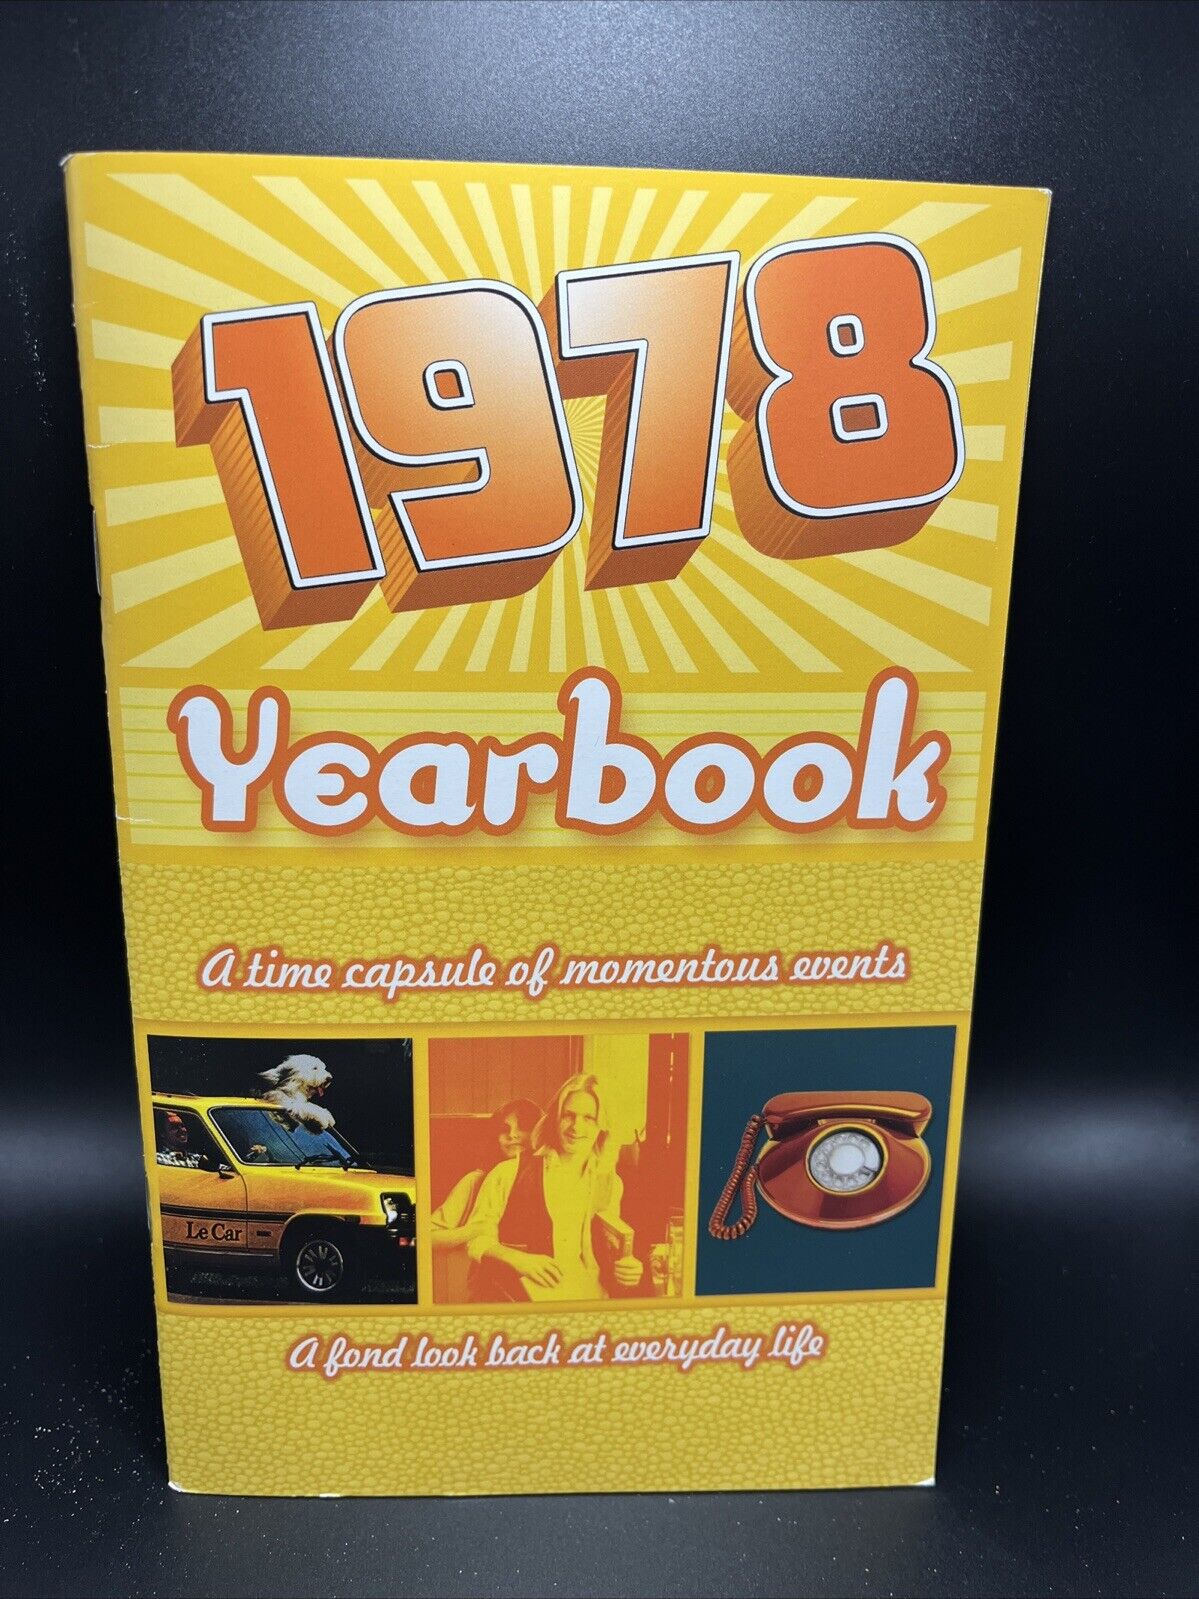 1978
Yearbook
A time capsule of momentous events
Le Car
A fond look back at everyday life